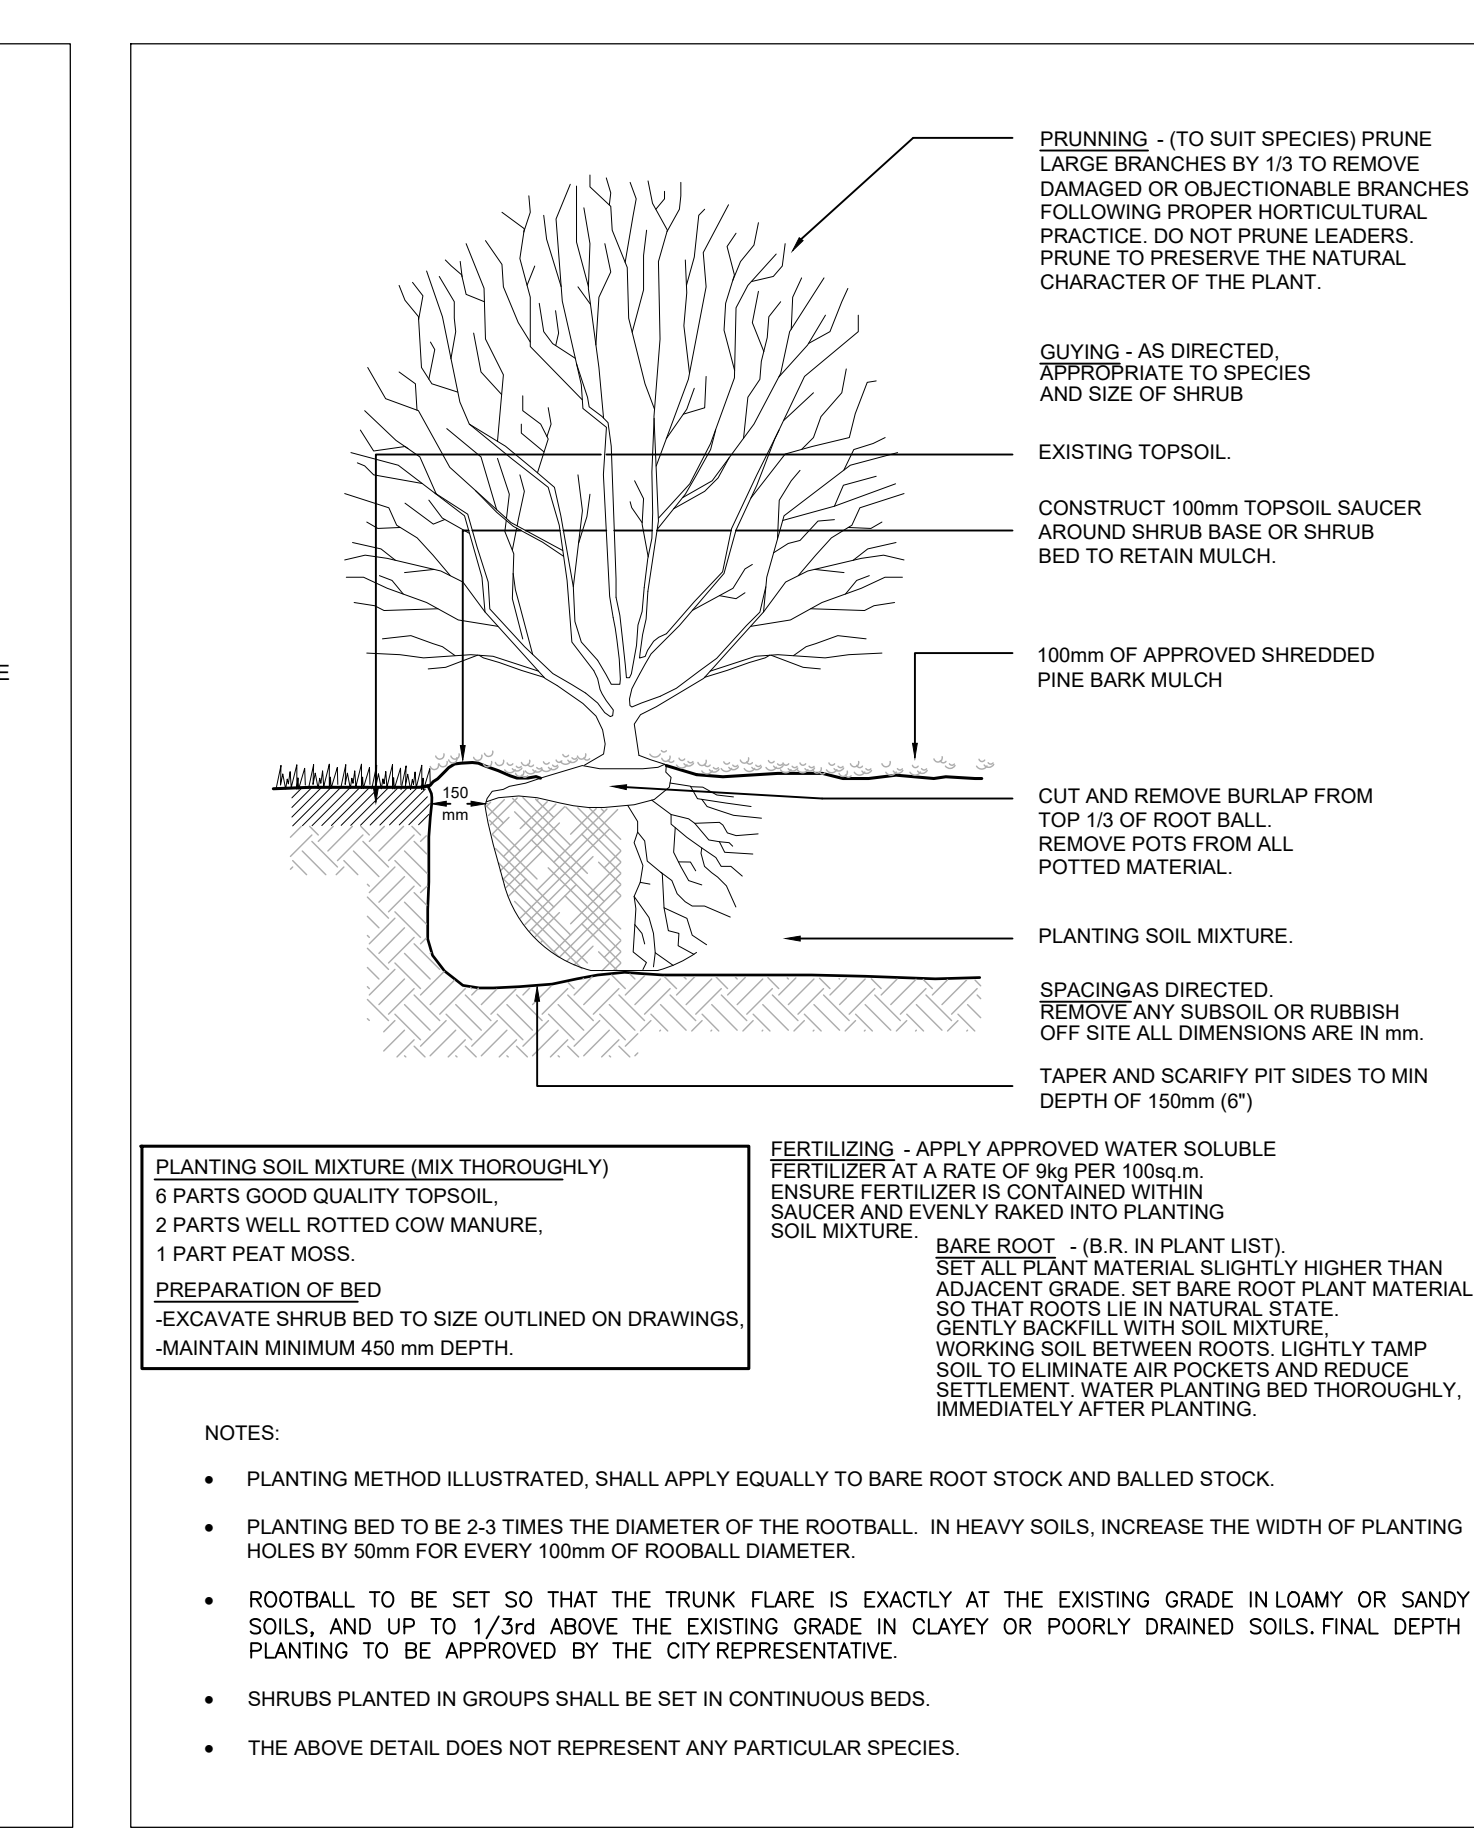 E
PRUNNING - (TO SUIT SPECIES) PRUNE
LARGE BRANCHES BY 1/3 TO REMOVE
DAMAGED OR OBJECTIONABLE BRANCHES
FOLLOWING PROPER HORTICULTURAL
PRACTICE. DO NOT PRUNE LEADERS.
PRUNE TO PRESERVE THE NATURAL
CHARACTER OF THE PLANT.
GUYING - AS DIRECTED,
APPROPRIATE TO SPECIES
AND SIZE OF SHRUB
EXISTING TOPSOIL.
CONSTRUCT 100mm TOPSOIL SAUCER
AROUND SHRUB BASE OR SHRUB
BED TO RETAIN MULCH.
100mm OF APPROVED SHREDDED
PINE BARK MULCH
150
mm
CUT AND REMOVE BURLAP FROM
TOP 1/3 OF ROOT BALL.
REMOVE POTS FROM ALL
POTTED MATERIAL.
PLANTING SOIL MIXTURE.
SPACING AS DIRECTED.
REMOVE ANY SUBSOIL OR RUBBISH
OFF SITE ALL DIMENSIONS ARE IN mm.
TAPER AND SCARIFY PIT SIDES TO MIN
DEPTH OF 150mm (6")
PLANTING SOIL MIXTURE (MIX THOROUGHLY)
6 PARTS GOOD QUALITY TOPSOIL,
2 PARTS WELL ROTTED COW MANURE,
1 PART PEAT MOSS.
PREPARATION OF BED
-EXCAVATE SHRUB BED TO SIZE OUTLINED ON DRAWINGS,
-MAINTAIN MINIMUM 450 mm DEPTH.
FERTILIZING - APPLY APPROVED WATER SOLUBLE
FERTILIZER AT A RATE OF 9kg PER 100sq.m.
ENSURE FERTILIZER IS CONTAINED WITHIN
SAUCER AND EVENLY RAKED INTO PLANTING
SOIL MIXTURE.
BARE ROOT - (B.R. IN PLANT LIST).
SET ALL PLANT MATERIAL SLIGHTLY HIGHER THAN
ADJACENT GRADE. SET BARE ROOT PLANT MATERIAL
SO THAT ROOTS LIE IN NATURAL STATE.
GENTLY BACKFILL WITH SOIL MIXTURE,
WORKING SOIL BETWEEN ROOTS. LIGHTLY TAMP
SOIL TO ELIMINATE AIR POCKETS AND REDUCE
SETTLEMENT. WATER PLANTING BED THOROUGHLY,
IMMEDIATELY AFTER PLANTING.
NOTES:
• PLANTING METHOD ILLUSTRATED, SHALL APPLY EQUALLY TO BARE ROOT STOCK AND BALLED STOCK.
• PLANTING BED TO BE 2-3 TIMES THE DIAMETER OF THE ROOTBALL. IN HEAVY SOILS, INCREASE THE WIDTH OF PLANTING
HOLES BY 50mm FOR EVERY 100mm OF ROOBALL DIAMETER.
• ROOTBALL TO BE SET SO THAT THE TRUNK FLARE IS EXACTLY AT THE EXISTING GRADE IN LOAMY OR SANDY
SOILS, AND UP TO 1/3rd ABOVE THE EXISTING GRADE IN CLAYEY OR POORLY DRAINED SOILS. FINAL DEPTH
PLANTING TO BE APPROVED BY THE CITY REPRESENTATIVE.
• SHRUBS PLANTED IN GROUPS SHALL BE SET IN CONTINUOUS BEDS.
• THE ABOVE DETAIL DOES NOT REPRESENT ANY PARTICULAR SPECIES.